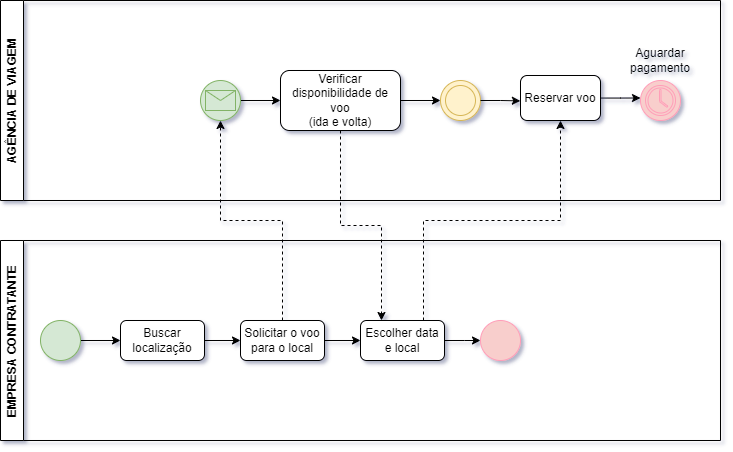 AGÊNCIA DE VIAGEM
Verificar
disponibilidade de
voo
(ida e volta)
Reservar voo
Aguardar
pagamento
EMPRESA CONTRATANTE
Buscar
localização
Solicitar o voo
para o local
Escolher data
e local